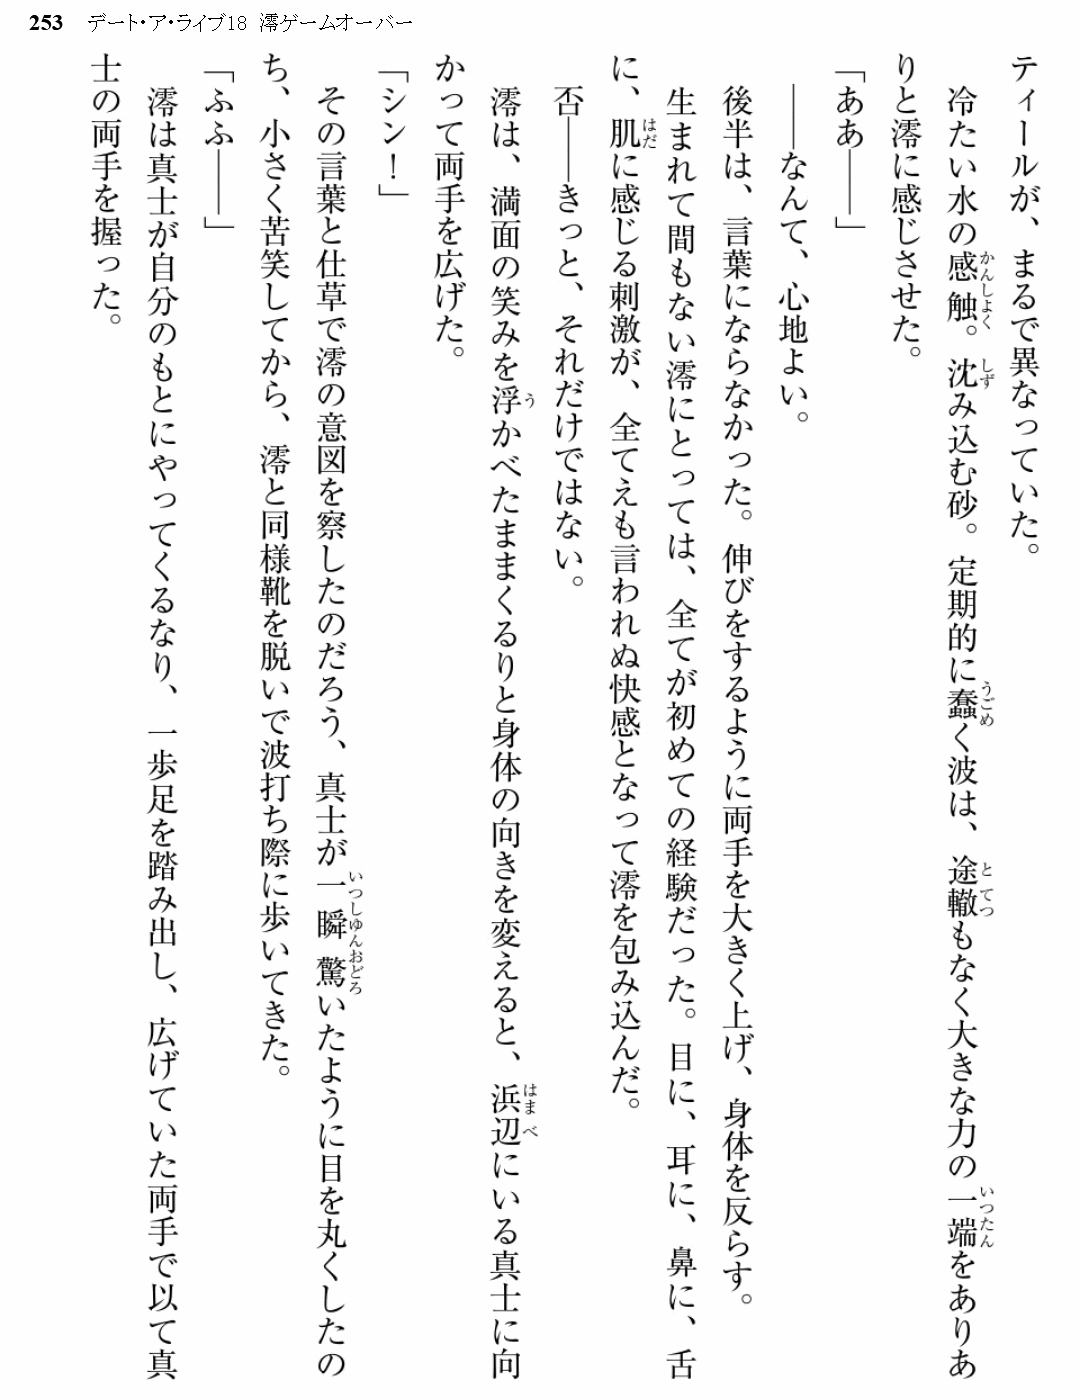 253 デート・ア・ライブ18 澪ゲームオーバー
ティールが、まるで異なっていた。
冷たい水の感触。沈み込む砂。定期的に蠢く波は、途轍もなく大きな力の一端をありあ
りと澪に感じさせた。
「ああ――」
――なんて、心地よい。
後半は、言葉にならなかった。伸びをするように両手を大きく上げ、身体を反らす。
生まれて間もない澪にとっては、全てが初めての経験だった。目に、耳に、鼻に、舌
に、肌に感じる刺激が、全てえも言われぬ快感となって澪を包み込んだ。
否――きっと、それだけではない。
澪は、満面の笑みを浮かべたままくるりと身体の向きを変えると、浜辺にいる真士に向
かって両手を広げた。
「シン！」
その言葉と仕草で澪の意図を察したのだろう、真士が一瞬驚いたように目を丸くしたの
ち、小さく苦笑してから、澪と同様靴を脱いで波打ち際に歩いてきた。
「ふふ――」
澪は真士が自分のもとにやってくるなり、一歩足を踏み出し、広げていた両手で以て真
士の両手を握った。